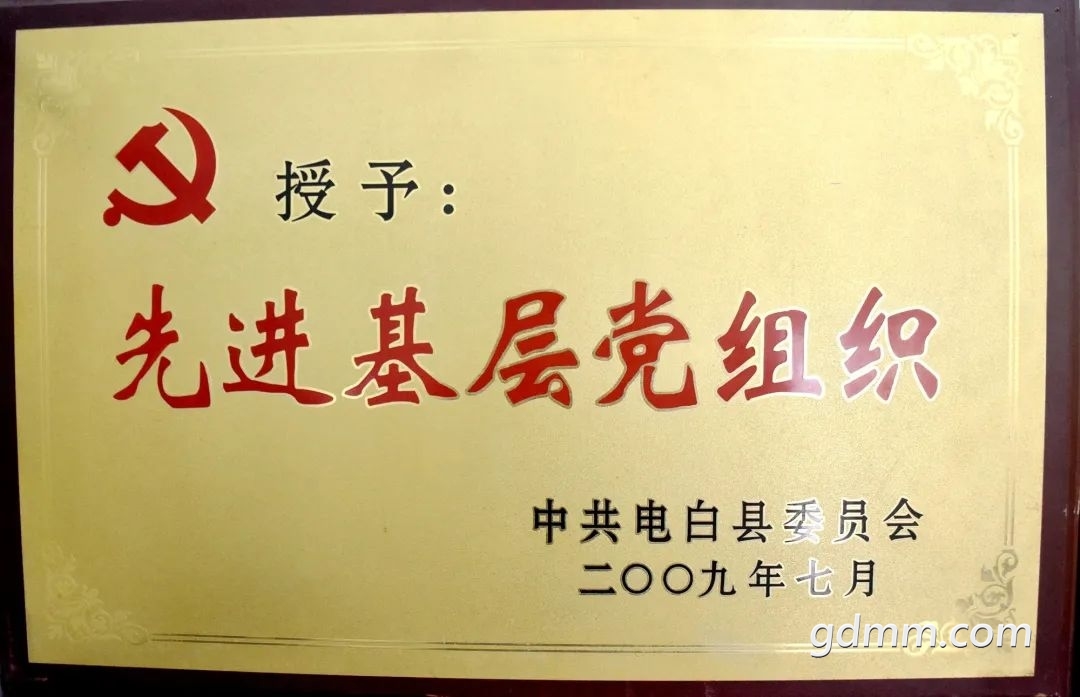 授予：
先进基层党组织
中共电白县委员会
二〇〇九年七月
gdmm.com